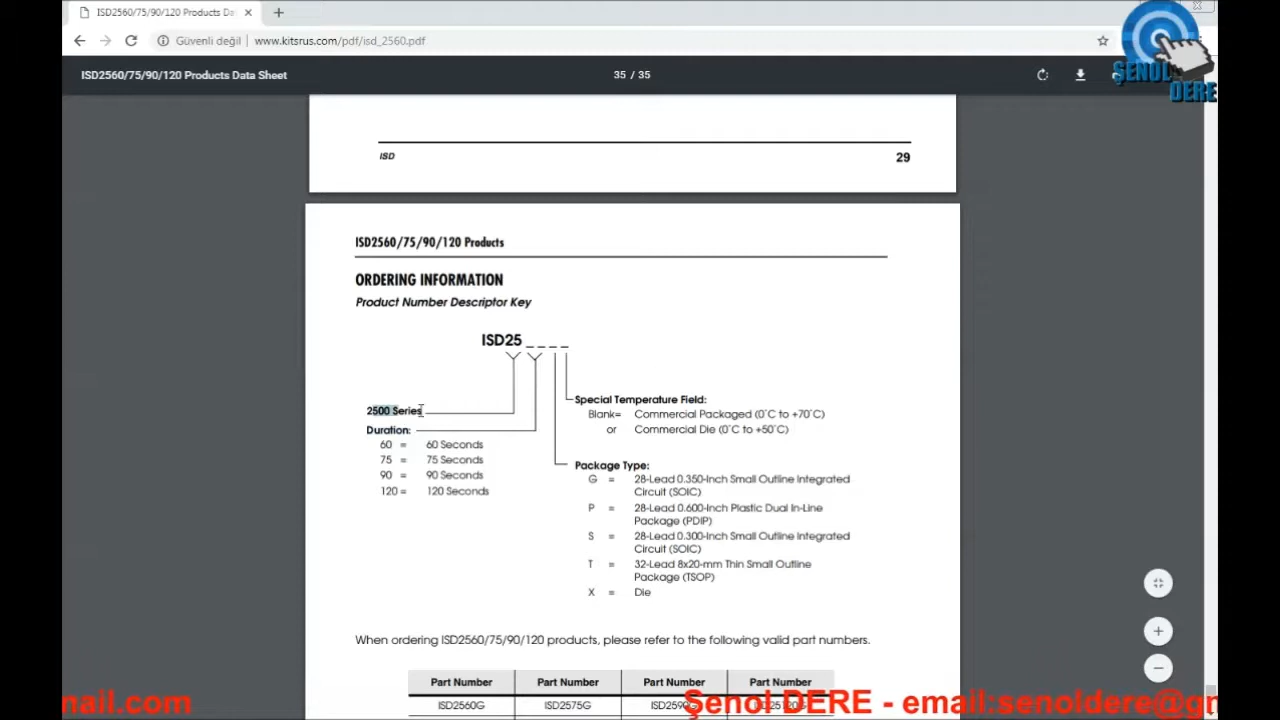 ISD2560/75/90/120 Products Da
Güvenli değil
www.kitsrus.com/pdf/isd_2560.pdf
ŞENOL
DERE
ISD2560/75/90/120 Products Data Sheet
35 / 35
ISD
29
ISD2560/75/90/120 Products
ORDERING INFORMATION
Product Number Descriptor Key
ISD25 _ _ _ _
2500 Series
Duration:
60 = 60 Seconds
75 = 75 Seconds
90 = 90 Seconds
120 = 120 Seconds
Special Temperature Field:
Blank= Commercial Packaged (0˚C to +70˚C)
or Commercial Die (0˚C to +50˚C)
Package Type:
G = 28-Lead 0.350-Inch Small Outline Integrated
Circuit (SOIC)
P = 28-Lead 0.600-Inch Plastic Dual In-Line
Package (PDIP)
S = 28-Lead 0.300-Inch Small Outline Integrated
Circuit (SOIC)
T = 32-Lead 8x20-mm Thin Small Outline
Package (TSOP)
X = Die
When ordering ISD2560/75/90/120 products, please refer to the following valid part numbers.
Part Number Part Number Part Number Part Number
ISD2560G ISD2575G ISD2590G ISD25120G
mail.com
Şenol DERE - email:senoldere@gr